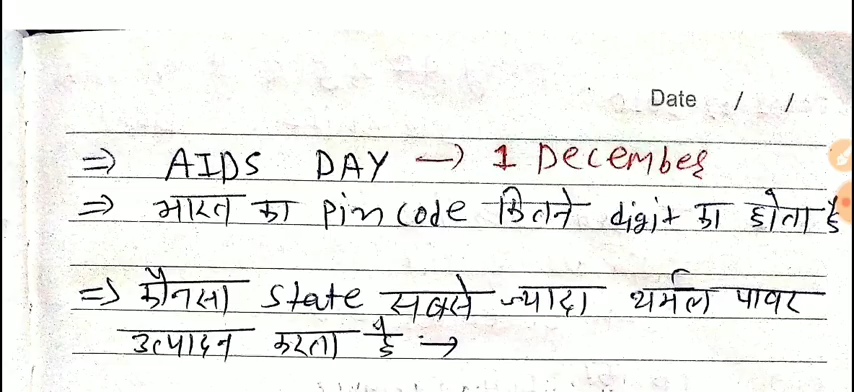 Date / /
⇒ AIDS DAY → 1 December
⇒ भारत का Pin code कितने digit का होता है
⇒ कौनसा state सबसे ज्यादा थर्मल पावर
उत्पादन करता है →